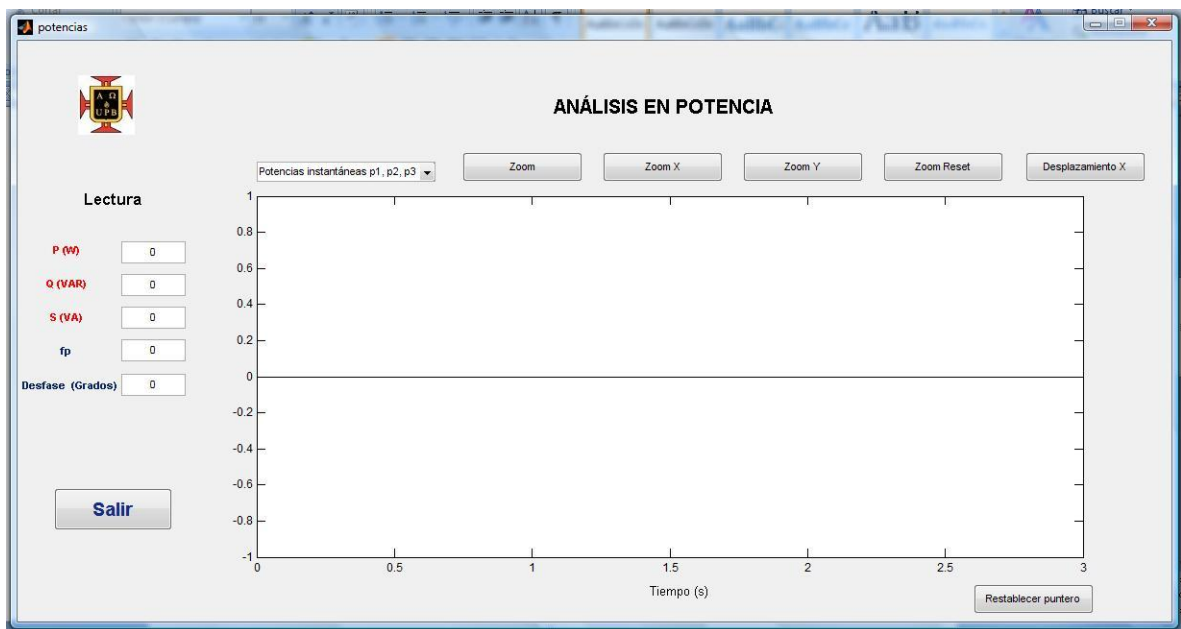 potencias
Α Ω
UPB
ANÁLISIS EN POTENCIA
Potencias instantáneas p1, p2, p3
Zoom
Zoom X
Zoom Y
Zoom Reset
Desplazamiento X
Lectura
P (W) 0
Q (VAR) 0
S (VA) 0
fp 0
Desfase (Grados) 0
Salir
1
0.8
0.6
0.4
0.2
0
-0.2
-0.4
-0.6
-0.8
-1
0 0.5 1 1.5 2 2.5 3
Tiempo (s)
Restablecer puntero